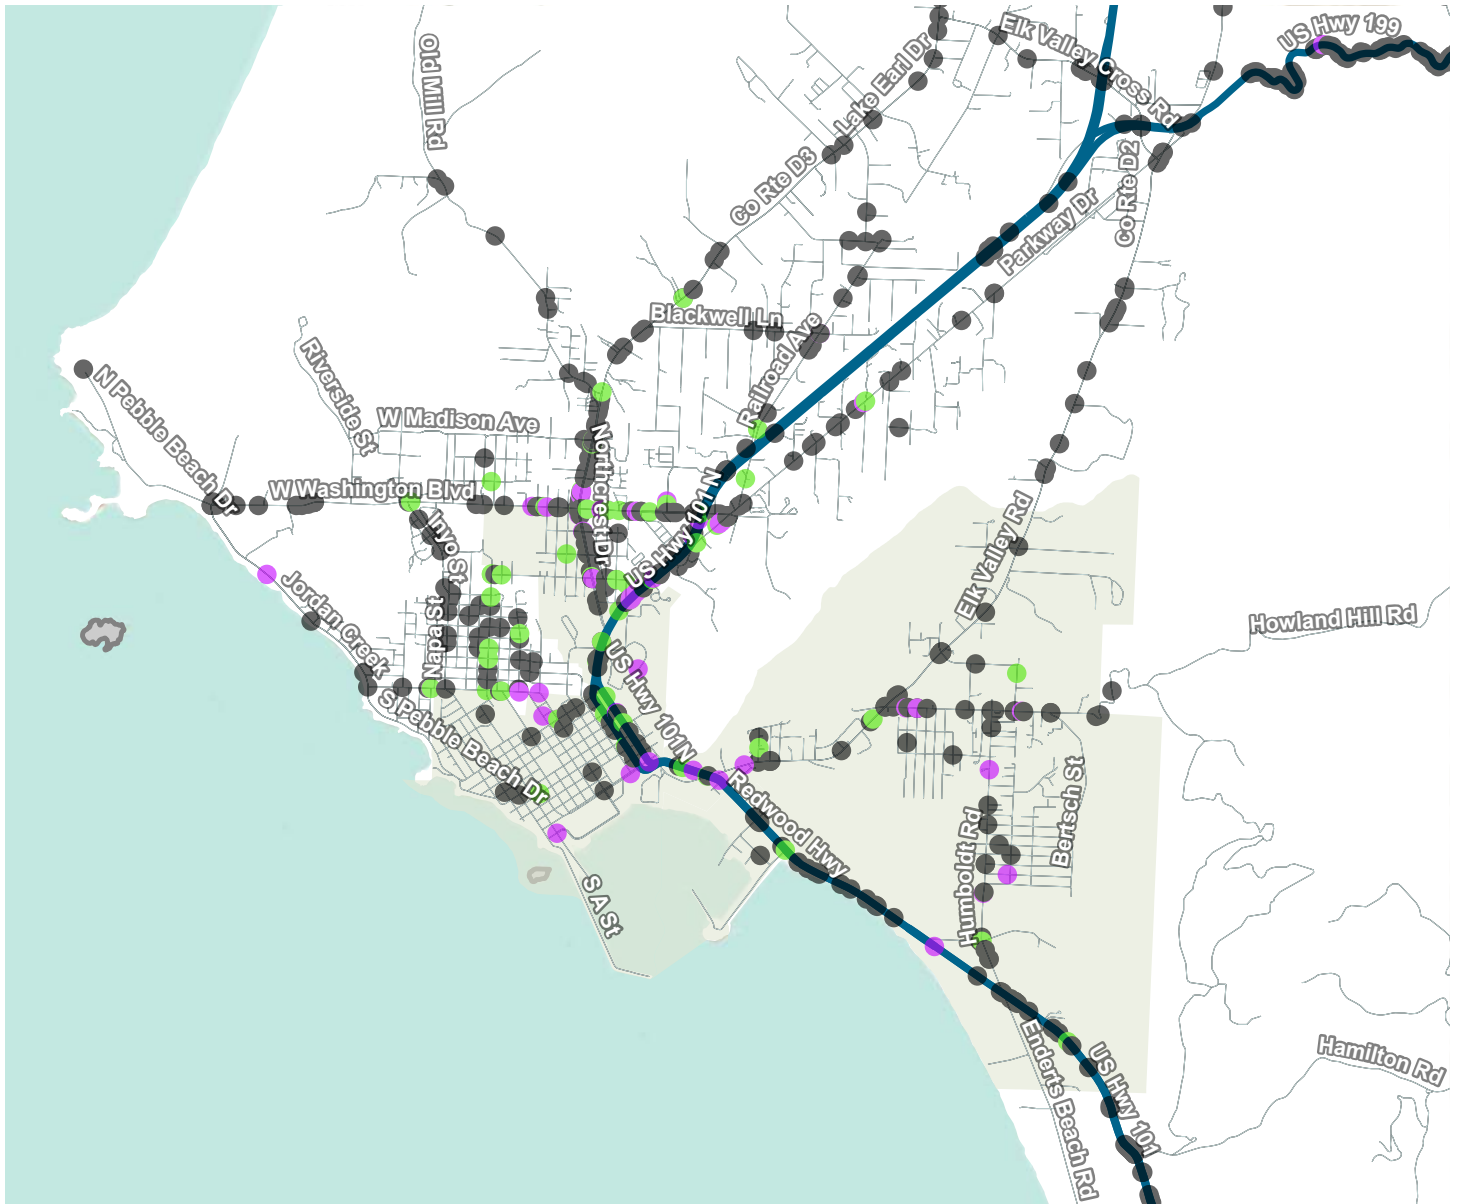 US Hwy 199
Elk Valley Cross Rd
Old Mill Rd
Lake Earl Dr
Co Rte D3
Co Rte D2
Parkway Dr
Blackwell Ln
Railroad Ave
Riverside St
N Pebble Beach Dr
W Madison Ave
Northcrest Dr
W Washington Blvd
US Hwy 101 N
Inyo St
Elk Valley Rd
Jordan Creek
Napa St
Howland Hill Rd
US Hwy 101 N
S Pebble Beach Dr
Redwood Hwy
Bertsch St
Humboldt Rd
S A St
Enderts Beach Rd
US Hwy 101
Hamilton Rd